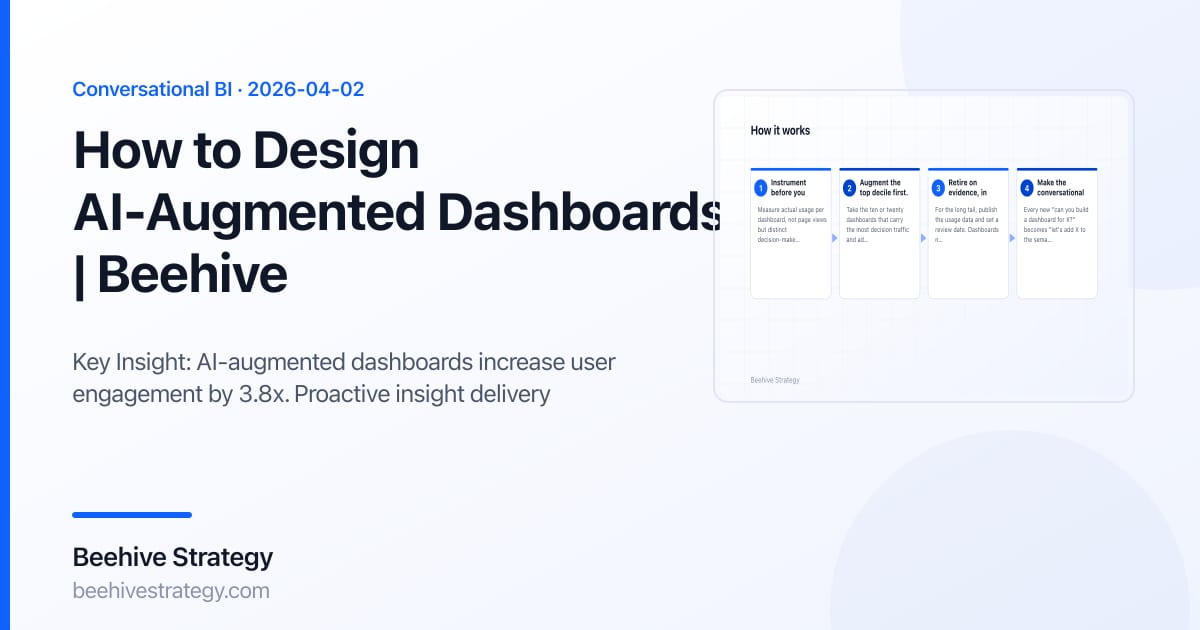 Conversational BI · 2026-04-02
How to Design
AI-Augmented Dashboards
| Beehive
Key Insight: AI-augmented dashboards increase user
engagement by 3.8x. Proactive insight delivery
Beehive Strategy
beehivestrategy.com
How it works
1
Instrument
before you
Measure actual usage per
dashboard, not page views
but distinct
decision-make...
2
Augment the
top decile first.
Take the ten or twenty
dashboards that carry
the most decision traffic
and ad...
3
Retire on
evidence, in
For the long tail, publish
the usage data and set a
review date. Dashboards
n...
4
Make the
conversational
Every new "can you build
a dashboard for X?"
becomes "let's add X to
the sema...
Beehive Strategy